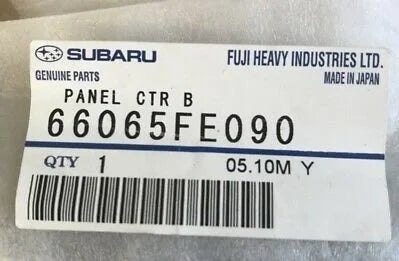 SUBARU FUJI HEAVY INDUSTRIES LTD.
GENUINE PARTS MADE IN JAPAN
PANEL CTR B
66065FE090
QTY 1 05.10M Y